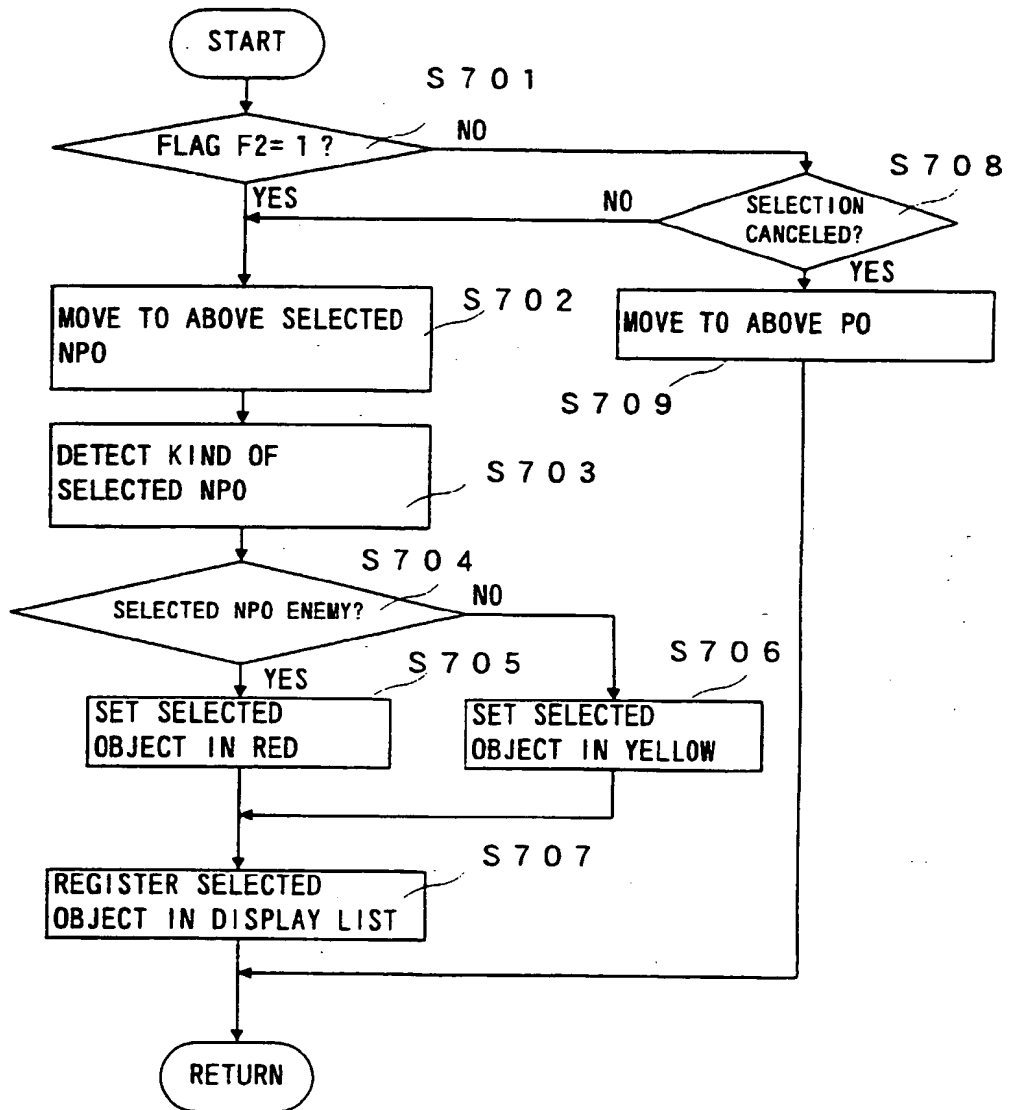 START
S701
FLAG F2= 1 ?
NO
YES
S708
SELECTION
CANCELED?
NO
YES
MOVE TO ABOVE SELECTED
NPO
S702
MOVE TO ABOVE PO
S709
DETECT KIND OF
SELECTED NPO
S703
S704
SELECTED NPO ENEMY?
NO
YES
S705
SET SELECTED
OBJECT IN RED
S706
SET SELECTED
OBJECT IN YELLOW
S707
REGISTER SELECTED
OBJECT IN DISPLAY LIST
RETURN